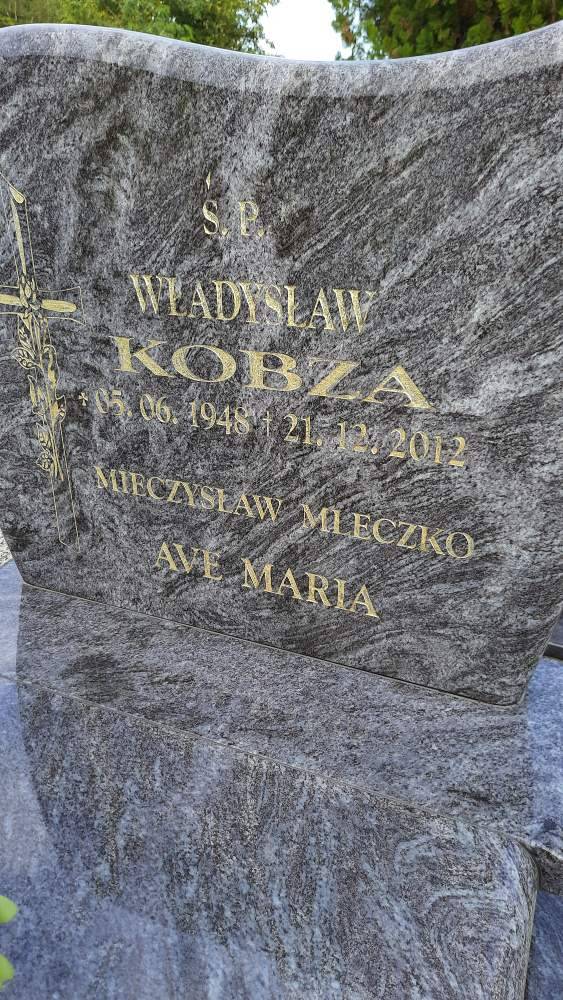 Ś. P.
WŁADYSŁAW
KOBZA
05. 06. 1948 † 21. 12. 2012
MIECZYSŁAW MLECZKO
AVE MARIA